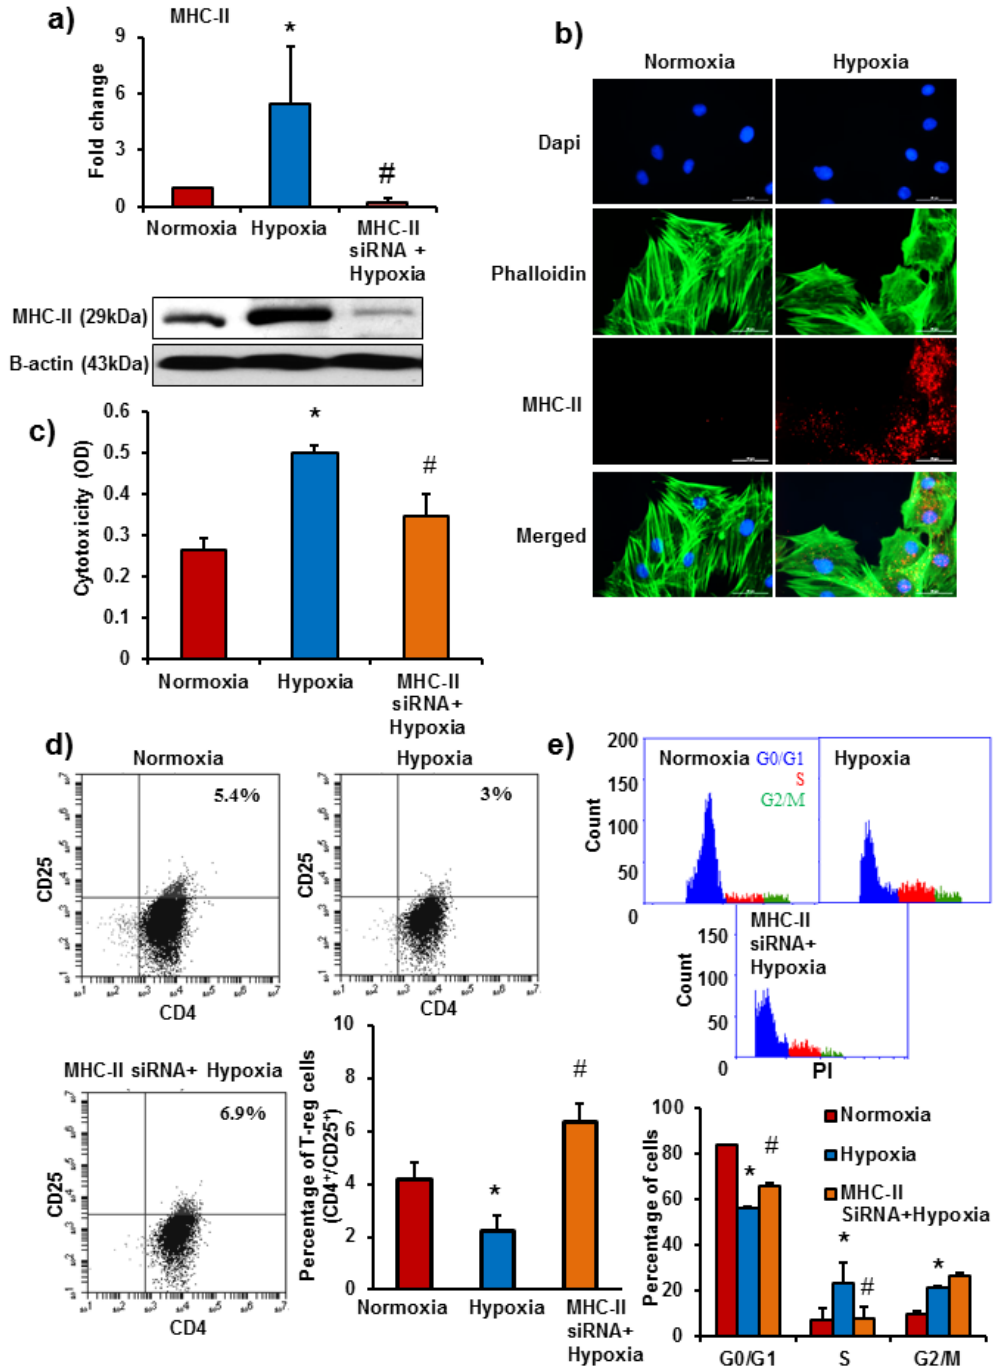 a)
MHC-II
9
6
3
0
Fold change
*
#
Normoxia
Hypoxia
MHC-II
siRNA +
Hypoxia
MHC-II (29kDa)
B-actin (43kDa)
b)
Normoxia
Hypoxia
Dapi
Phalloidin
MHC-II
Merged
c)
0.6
0.5
0.4
0.3
0.2
0.1
0
Cytotoxicity (OD)
*
#
Normoxia
Hypoxia
MHC-II
siRNA+
Hypoxia
d)
Normoxia
5.4%
CD25
CD4
Hypoxia
3%
CD25
CD4
MHC-II siRNA+ Hypoxia
6.9%
CD25
CD4
10
8
6
4
2
0
Percentage of T-reg cells
(CD4+/CD25+)
*
#
Normoxia
Hypoxia
MHC-II
siRNA+
Hypoxia
e)
200
150
100
50
0
Count
Normoxia
G0/G1
S
G2/M
Hypoxia
150
100
50
0
Count
MHC-II
siRNA+
Hypoxia
PI
100
80
60
40
20
0
Percentage of cells
Normoxia
Hypoxia
MHC-II
SiRNA+Hypoxia
*
#
*
#
*
G0/G1
S
G2/M